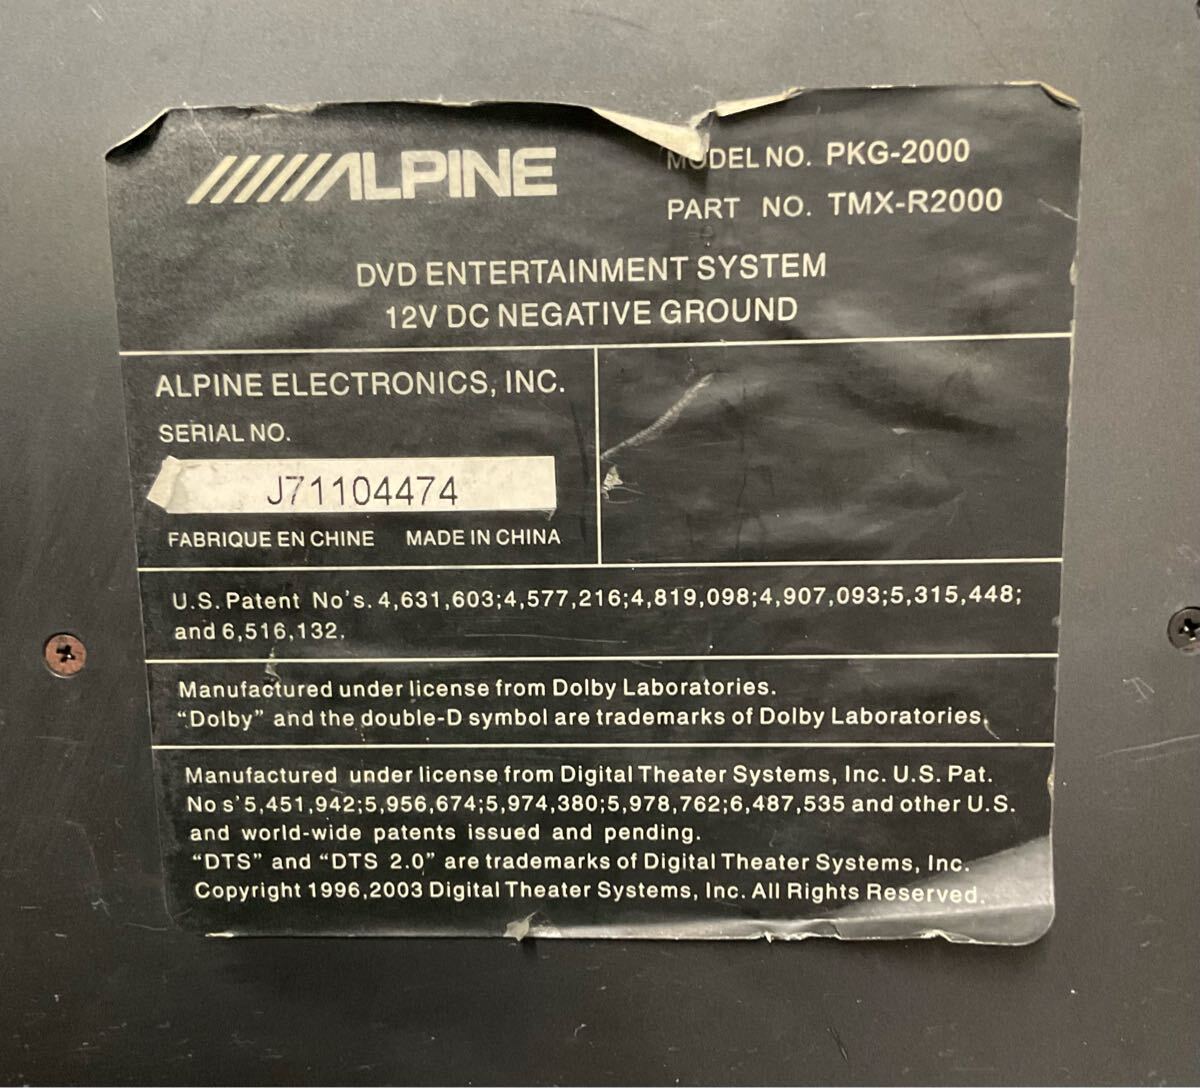 ALPINE
MODEL NO. PKG-2000
PART NO. TMX-R2000
DVD ENTERTAINMENT SYSTEM
12V DC NEGATIVE GROUND
ALPINE ELECTRONICS, INC.
SERIAL NO.
J71104474
FABRIQUE EN CHINE MADE IN CHINA
U.S. Patent No's. 4,631,603;4,577,216;4,819,098;4,907,093;5,315,448;
and 6,516,132.
Manufactured under license from Dolby Laboratories.
“Dolby” and the double-D symbol are trademarks of Dolby Laboratories.
Manufactured under license from Digital Theater Systems, Inc. U.S. Pat.
No s'5,451,942;5,956,674;5,974,380;5,978,762;6,487,535 and other U.S.
and world-wide patents issued and pending.
“DTS” and “DTS 2.0” are trademarks of Digital Theater Systems, Inc.
Copyright 1996,2003 Digital Theater Systems, Inc. All Rights Reserved.